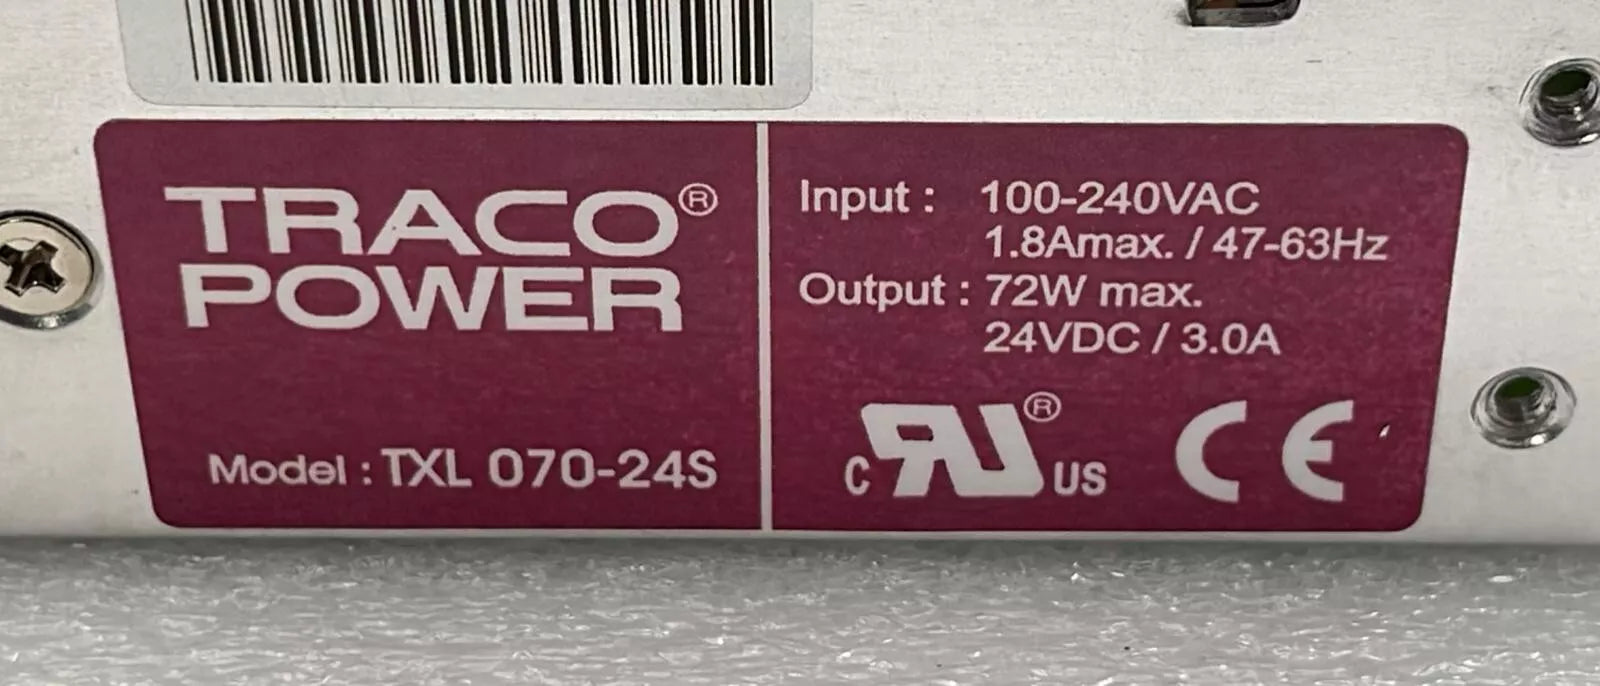 TRACO®
POWER
Model : TXL 070-24S
Input : 100-240VAC
1.8Amax. / 47-63Hz
Output : 72W max.
24VDC / 3.0A
C RU® US CE